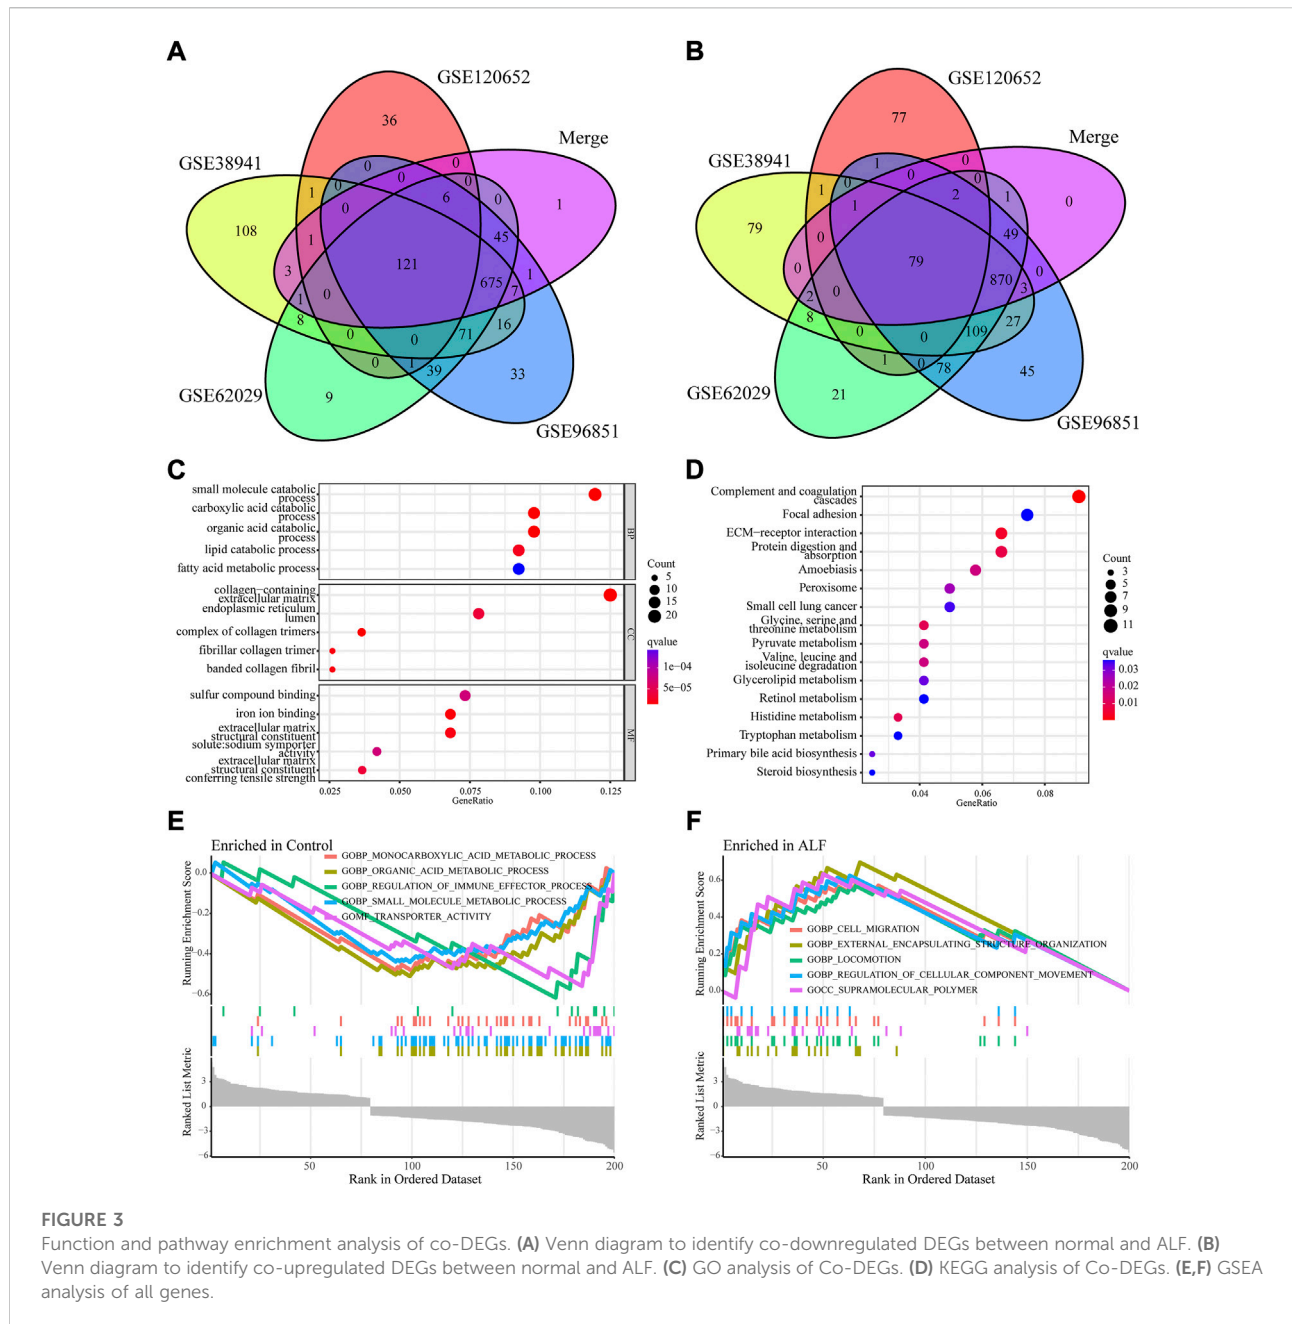 A
GSE120652
Merge
GSE38941
GSE62029
GSE96851
36
0
0
0
0
1
0
0
6
0
1
108
1
45
3
121
1
675
7
1
0
8
16
0
0
71
0
1
39
33
9
B
GSE120652
Merge
GSE38941
GSE62029
GSE96851
77
1
0
0
0
1
0
1
2
1
0
79
0
49
0
79
0
870
3
2
0
8
27
0
109
1
0
78
45
21
C
small molecule catabolic
process
carboxylic acid catabolic
process
organic acid catabolic
process
lipid catabolic process
fatty acid metabolic process
BP
collagen−containing
extracellular matrix
endoplasmic reticulum
lumen
complex of collagen trimers
fibrillar collagen trimer
banded collagen fibril
CC
sulfur compound binding
iron ion binding
extracellular matrix
structural constituent
solute:sodium symporter
activity
extracellular matrix
structural constituent
conferring tensile strength
MF
0.025
0.050
0.075
0.100
0.125
GeneRatio
Count
5
10
15
20
qvalue
1e−04
5e−05
D
Complement and coagulation
cascades
Focal adhesion
ECM−receptor interaction
Protein digestion and
absorption
Amoebiasis
Peroxisome
Small cell lung cancer
Glycine, serine and
threonine metabolism
Pyruvate metabolism
Valine, leucine and
isoleucine degradation
Glycerolipid metabolism
Retinol metabolism
Histidine metabolism
Tryptophan metabolism
Primary bile acid biosynthesis
Steroid biosynthesis
0.04
0.06
0.08
GeneRatio
Count
3
5
7
9
11
qvalue
0.03
0.02
0.01
E
Enriched in Control
GOBP_MONOCARBOXYLIC_ACID_METABOLIC_PROCESS
GOBP_ORGANIC_ACID_METABOLIC_PROCESS
GOBP_REGULATION_OF_IMMUNE_EFFECTOR_PROCESS
GOBP_SMALL_MOLECULE_METABOLIC_PROCESS
GOMF_TRANSPORTER_ACTIVITY
Running Enrichment Score
0.0
−0.2
−0.4
−0.6
Ranked List Metric
3
0
−3
−6
50
100
150
200
Rank in Ordered Dataset
F
Enriched in ALF
GOBP_CELL_MIGRATION
GOBP_EXTERNAL_ENCAPSULATING_STRUCTURE_ORGANIZATION
GOBP_LOCOMOTION
GOBP_REGULATION_OF_CELLULAR_COMPONENT_MOVEMENT
GOCC_SUPRAMOLECULAR_POLYMER
Running Enrichment Score
0.6
0.4
0.2
0.0
Ranked List Metric
3
0
−3
−6
50
100
150
200
Rank in Ordered Dataset
FIGURE 3
Function and pathway enrichment analysis of co-DEGs. (A) Venn diagram to identify co-downregulated DEGs between normal and ALF. (B)
Venn diagram to identify co-upregulated DEGs between normal and ALF. (C) GO analysis of Co-DEGs. (D) KEGG analysis of Co-DEGs. (E,F) GSEA
analysis of all genes.